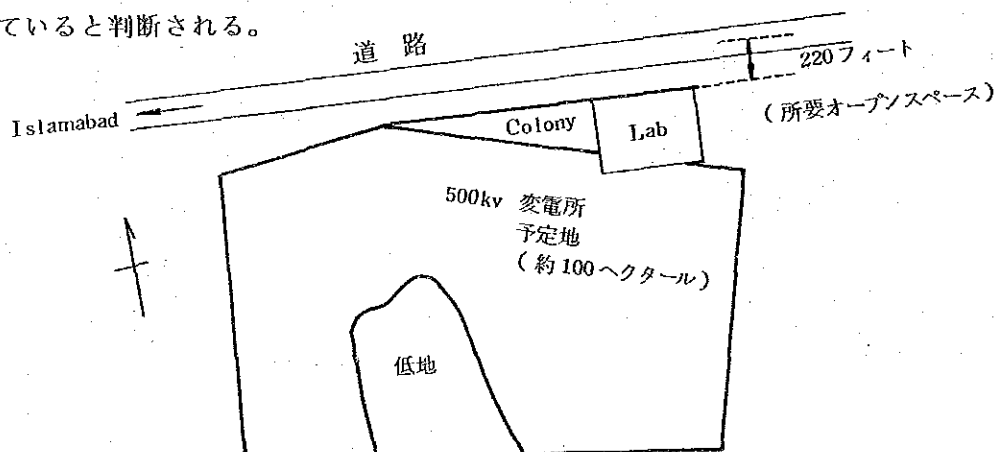 ていると判断される。
道 路
220フィート
(所要オープンスペース)
Islamabad
Colony
Lab
500kv 変電所
予定地
(約100ヘクタール)
低地